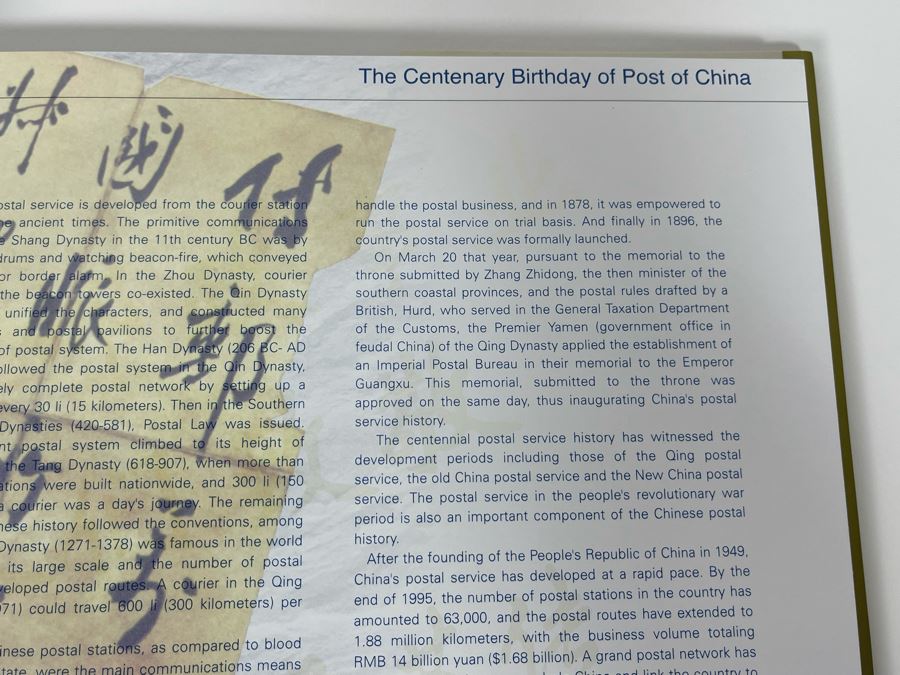 The Centenary Birthday of Post of China
ostal service is developed from the courier station
ancient times. The primitive communications
Shang Dynasty in the 11th century BC was by
drums and watching beacon-fire, which conveyed
or border alarm. In the Zhou Dynasty, courier
the beacon towers co-existed. The Qin Dynasty
unified the characters, and constructed many
and postal pavilions to further boost the
of postal system. The Han Dynasty (206 BC- AD
ollowed the postal system in the Qin Dynasty,
ely complete postal network by setting up a
every 30 li (15 kilometers). Then in the Southern
Dynasties (420-581), Postal Law was issued.
nt postal system climbed to its height of
the Tang Dynasty (618-907), when more than
ations were built nationwide, and 300 li (150
a courier was a day's journey. The remaining
nese history followed the conventions, among
Dynasty (1271-1378) was famous in the world
its large scale and the number of postal
veloped postal routes. A courier in the Qing
971) could travel 600 li (300 kilometers) per
inese postal stations, as compared to blood
tate, were the main communications means
handle the postal business, and in 1878, it was empowered to
run the postal service on trial basis. And finally in 1896, the
country's postal service was formally launched.
On March 20 that year, pursuant to the memorial to the
throne submitted by Zhang Zhidong, the then minister of the
southern coastal provinces, and the postal rules drafted by a
British, Hurd, who served in the General Taxation Department
of the Customs, the Premier Yamen (government office in
feudal China) of the Qing Dynasty applied the establishment of
an Imperial Postal Bureau in their memorial to the Emperor
Guangxu. This memorial, submitted to the throne was
approved on the same day, thus inaugurating China's postal
service history.
The centennial postal service history has witnessed the
development periods including those of the Qing postal
service, the old China postal service and the New China postal
service. The postal service in the people's revolutionary war
period is also an important component of the Chinese postal
history.
After the founding of the People's Republic of China in 1949,
China's postal service has developed at a rapid pace. By the
end of 1995, the number of postal stations in the country has
amounted to 63,000, and the postal routes have extended to
1.88 million kilometers, with the business volume totaling
RMB 14 billion yuan ($1.68 billion). A grand postal network has
China and link the country to